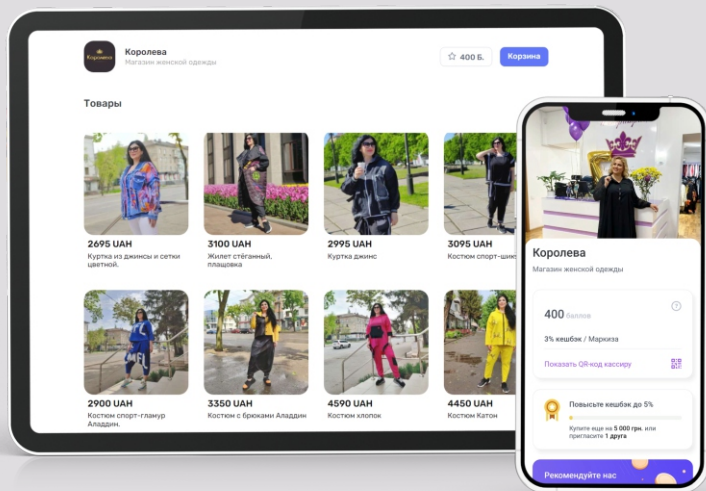 Королева
Королева
Магазин женской одежды
400 Б.
Корзина
Товары
2695 UAH
Куртка из джинсы и сетки
цветной.
3100 UAH
Жилет стёганный.
плащовка
2995 UAH
Куртка джинс
3095 UAH
Костюм спорт-шик
2900 UAH
Костюм спорт-гламур
Аладдин.
3350 UAH
Костюм с брюками Аладдин
4590 UAH
Костюм хлопок
4450 UAH
Костюм Катон
Королева
Магазин женской одежды
400 баллов
?
3% кешбэк / Маркиза
Показать QR-код кассиру
Повысьте кешбэк до 5%
Купите еще на 5 000 грн. или
пригласите 1 друга
Рекомендуйте нас